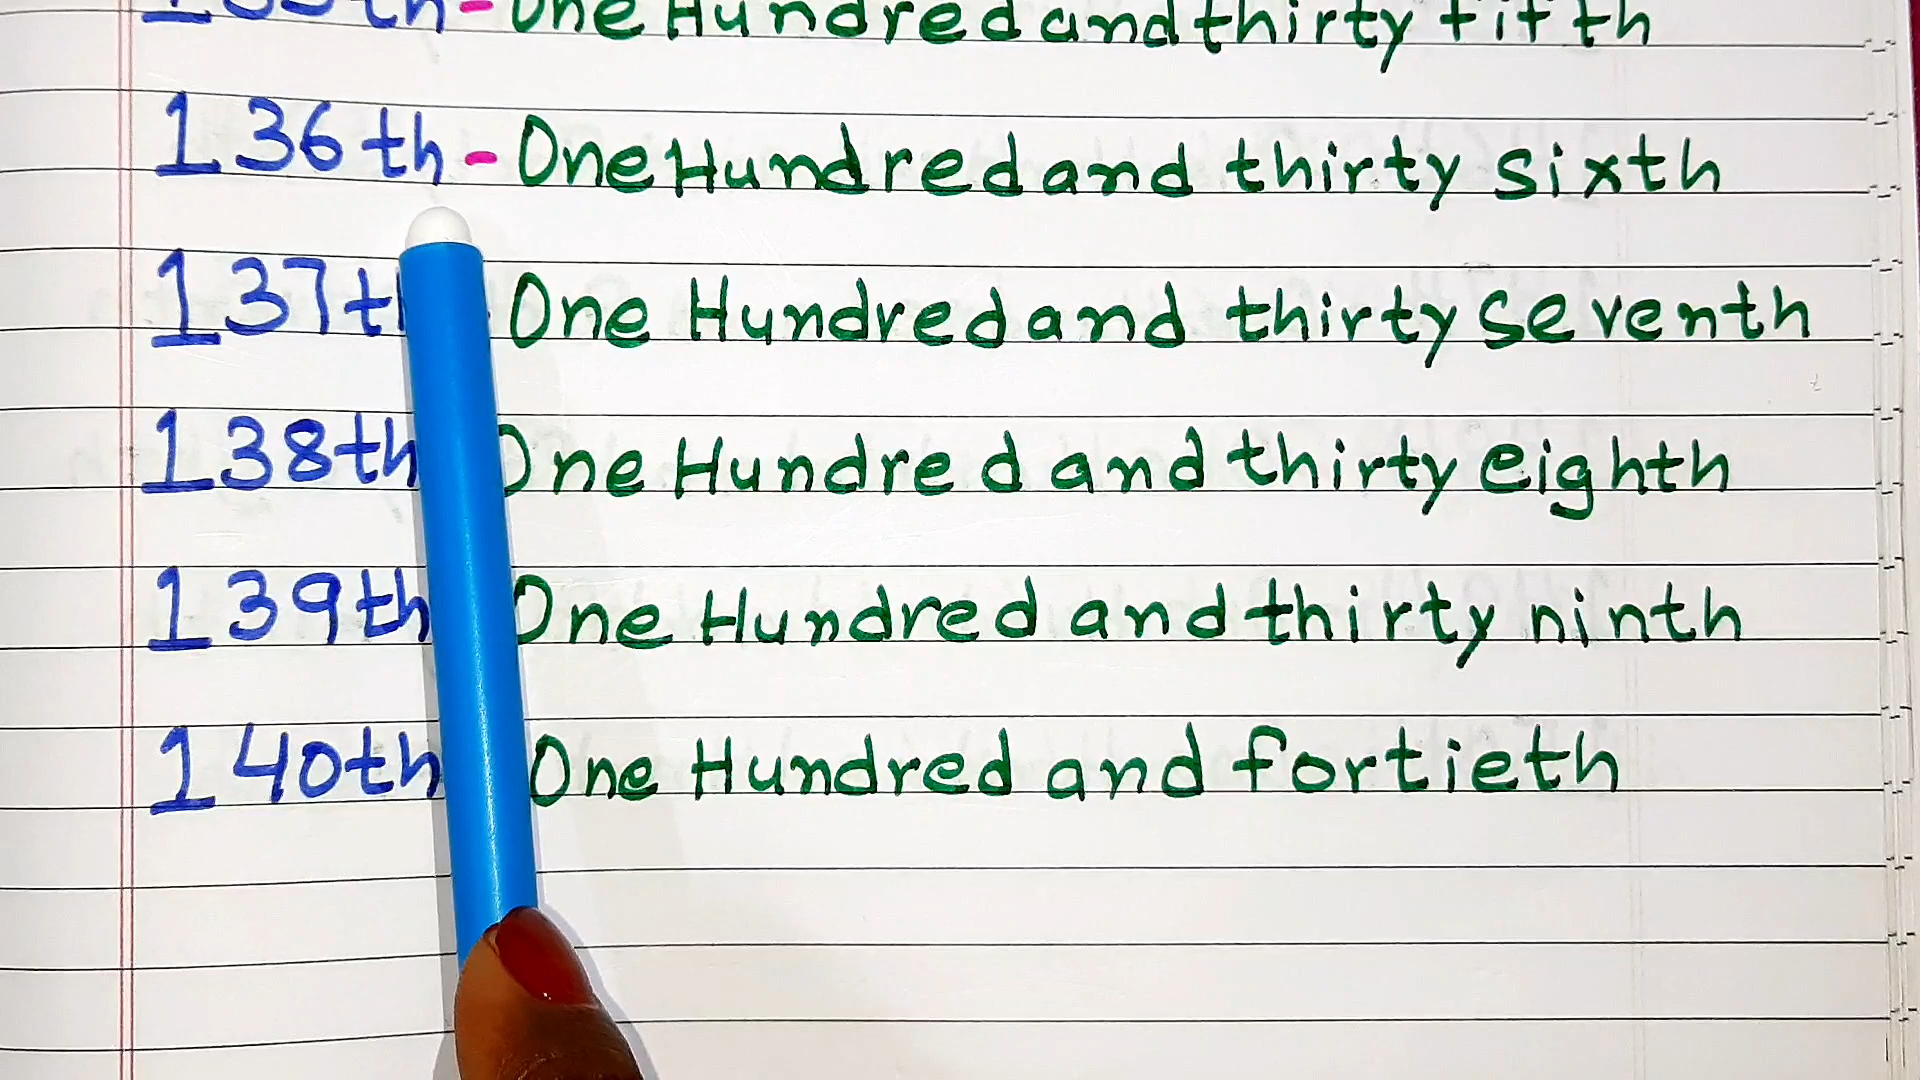 135th - One Hundred and thirty fifth
136th - One Hundred and thirty sixth
137th One Hundred and thirty seventh
138th One Hundred and thirty eighth
139th One Hundred and thirty ninth
140th One Hundred and fortieth